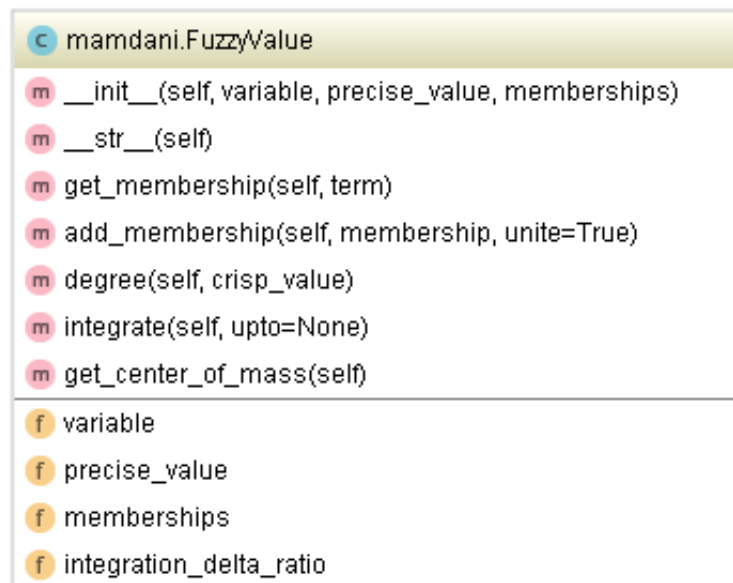 C mamdani.FuzzyValue
m __init__(self, variable, precise_value, memberships)
m __str__(self)
m get_membership(self, term)
m add_membership(self, membership, unite=True)
m degree(self, crisp_value)
m integrate(self, upto=None)
m get_center_of_mass(self)
f variable
f precise_value
f memberships
f integration_delta_ratio